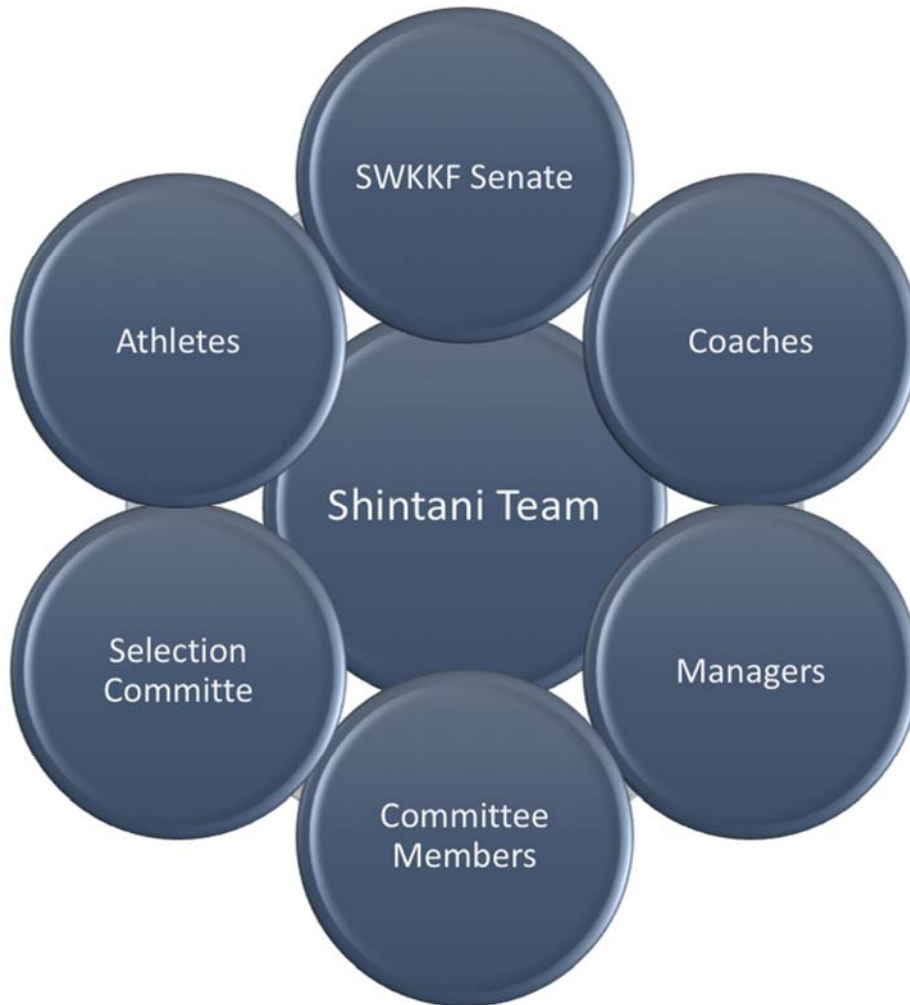 SWKKF Senate
Athletes
Coaches
Shintani Team
Selection
Committe
Managers
Committee
Members